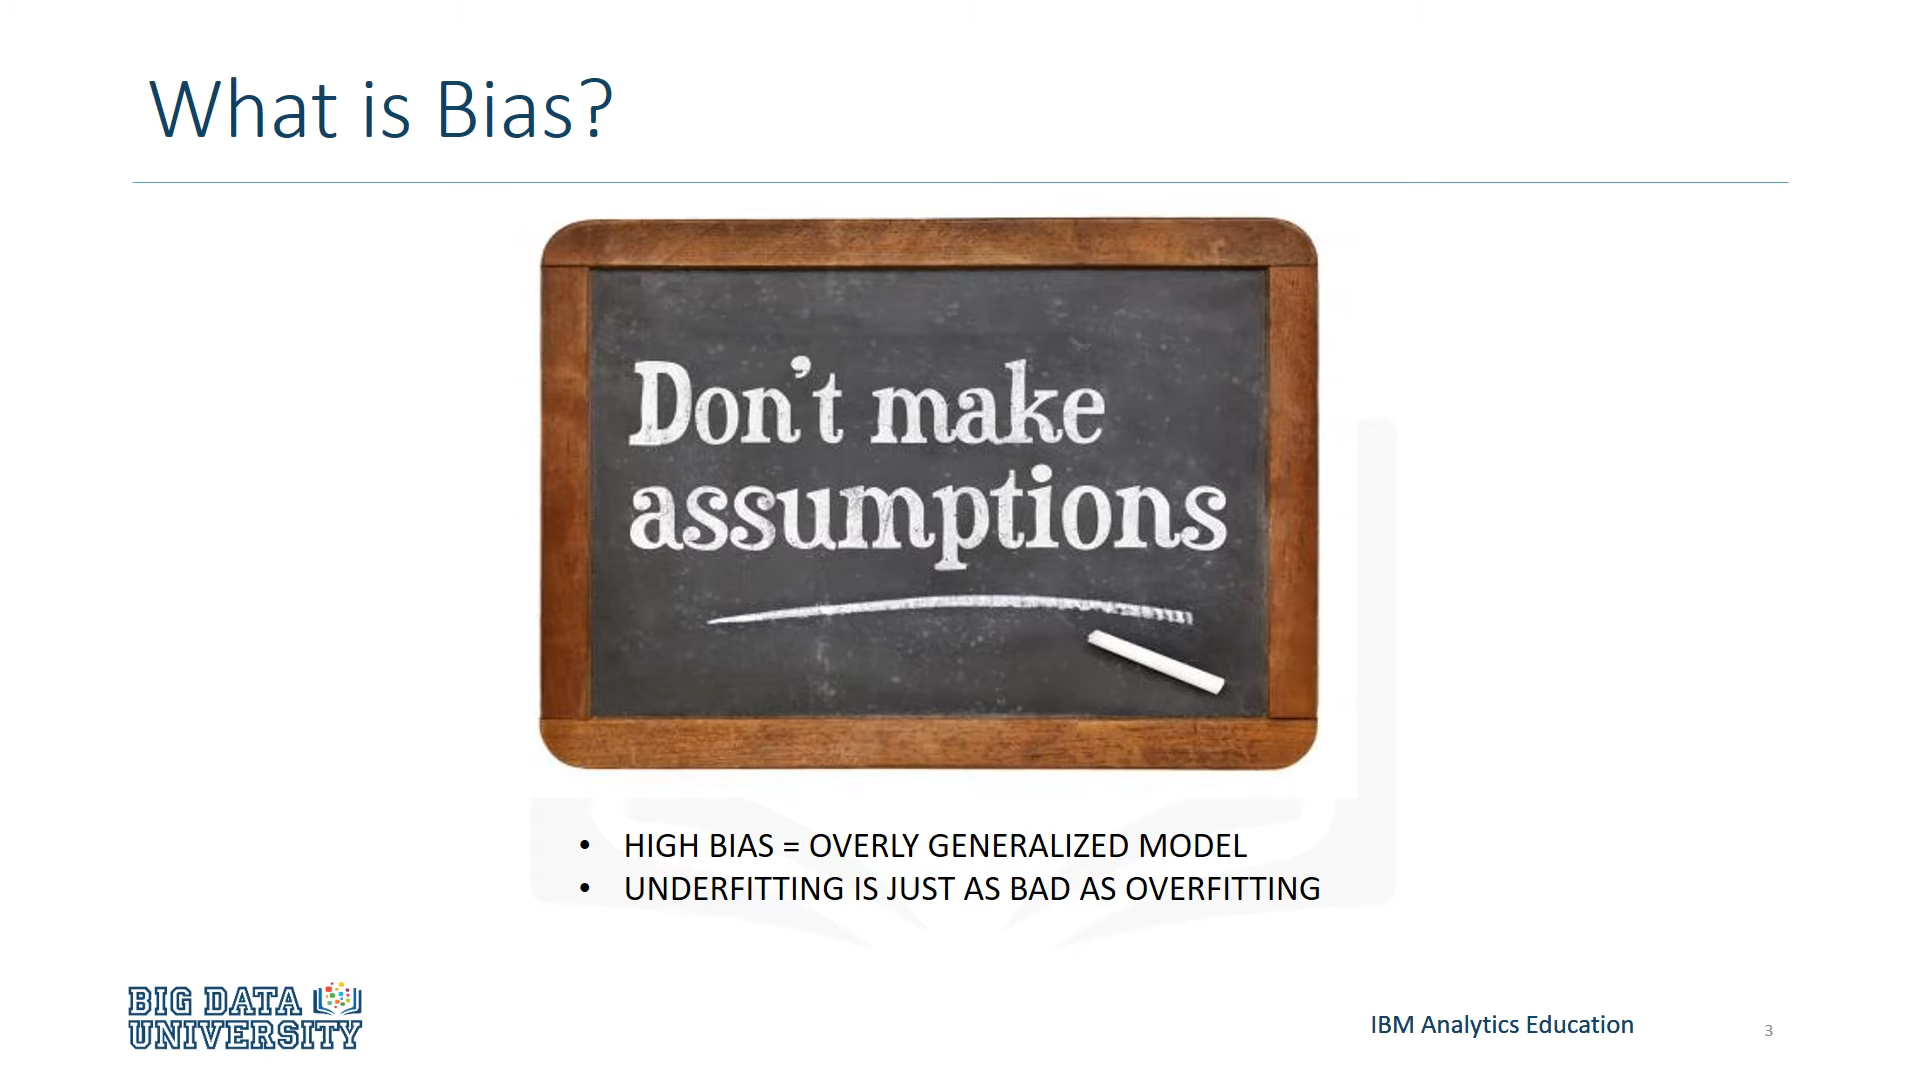 What is Bias?
Don't make
assumptions
• HIGH BIAS = OVERLY GENERALIZED MODEL
• UNDERFITTING IS JUST AS BAD AS OVERFITTING
BIG DATA
UNIVERSITY
IBM Analytics Education
3